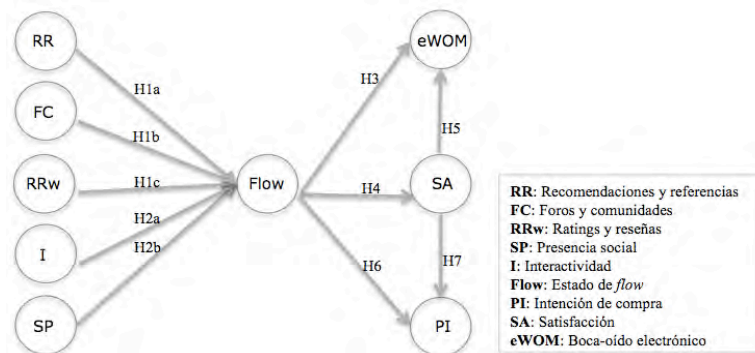 RR
eWOM
H1a
H3
FC
H1b
H5
RRw
H1c
Flow
H4
SA
H2a
I
H2b
H6
H7
SP
PI
RR: Recomendaciones y referencias
FC: Foros y comunidades
RRw: Ratings y reseñas
SP: Presencia social
I: Interactividad
Flow: Estado de flow
PI: Intención de compra
SA: Satisfacción
eWOM: Boca-oído electrónico